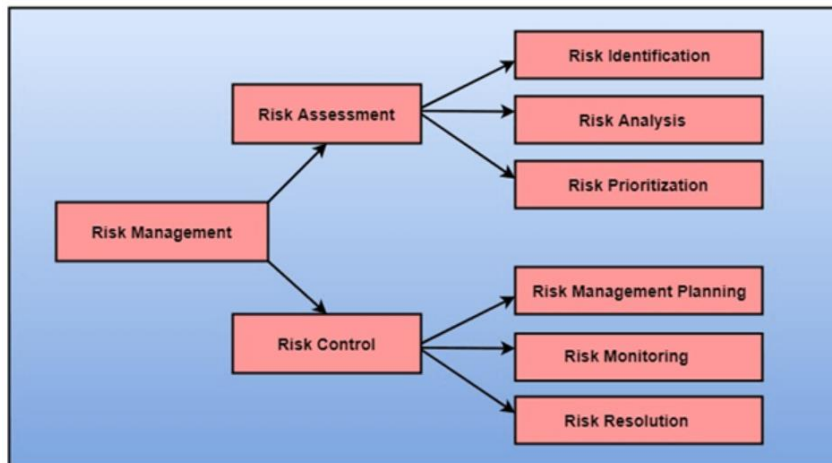 Risk Management
Risk Assessment
Risk Identification
Risk Analysis
Risk Prioritization
Risk Control
Risk Management Planning
Risk Monitoring
Risk Resolution